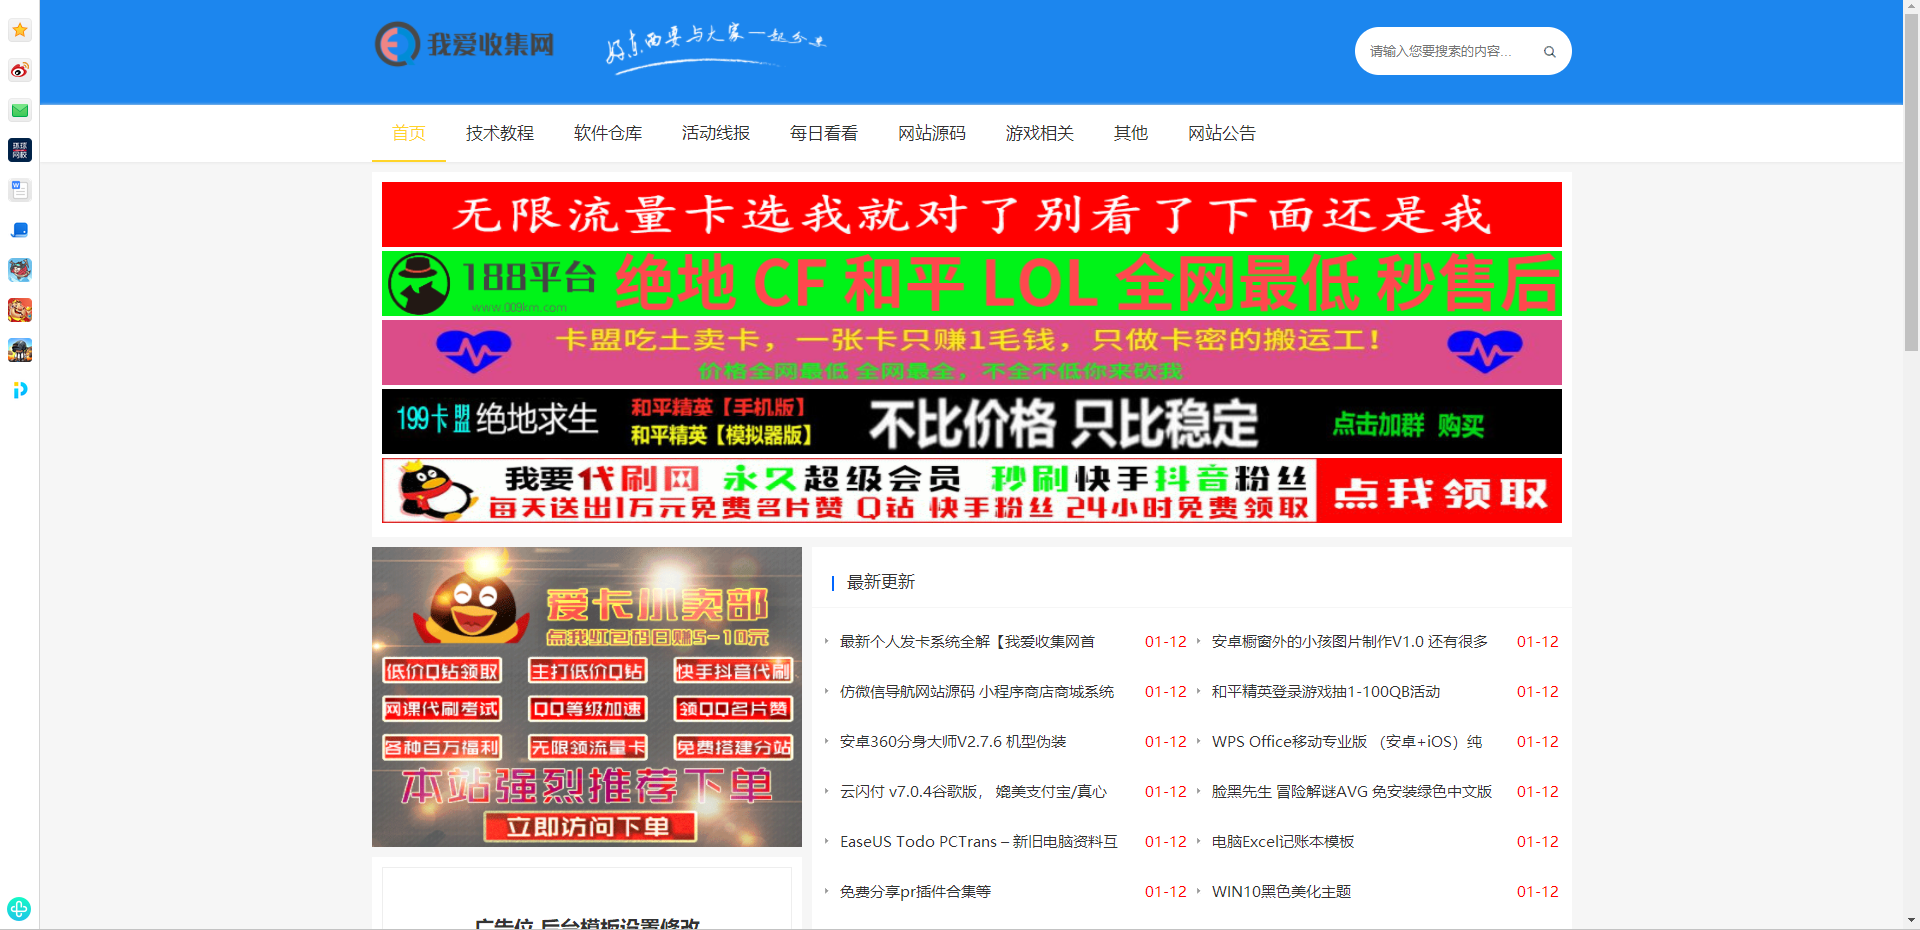 我爱收集网
好东西要与大家一起分享
请输入您要搜索的内容...
首页 技术教程 软件仓库 活动线报 每日看看 网站源码 游戏相关 其他 网站公告
环球
网校
无限流量卡选我就对了别看了下面还是我
188平台 绝地 CF 和平 LOL 全网最低 秒售后
www.009km.com
卡盟吃土卖卡，一张卡只赚1毛钱，只做卡密的搬运工！
价格全网最低 全网最全，不全不低你来砍我
199卡盟 绝地求生 和平精英【手机版】 不比价格 只比稳定 点击加群 购买
和平精英【模拟器版】
我要代刷网 永久超级会员 秒刷快手抖音粉丝
每天送出1万元免费名片赞 Q钻 快手粉丝 24小时免费领取
点我领取
爱卡小卖部
点我红包码日赚5-10元
低价Q钻领取 主打低价Q钻 快手抖音代刷
网课代刷考试 QQ等级加速 领QQ名片赞
各种百万福利 无限领流量卡 免费搭建分站
本站强烈推荐下单
立即访问下单
广告位 后台模板设置修改
最新更新
最新个人发卡系统全解【我爱收集网首 01-12 安卓橱窗外的小孩图片制作V1.0 还有很多 01-12
仿微信导航网站源码 小程序商店商城系统 01-12 和平精英登录游戏抽1-100QB活动 01-12
安卓360分身大师V2.7.6 机型伪装 01-12 WPS Office移动专业版 （安卓+iOS）纯 01-12
云闪付 v7.0.4谷歌版， 媲美支付宝/真心 01-12 脸黑先生 冒险解谜AVG 免安装绿色中文版 01-12
EaseUS Todo PCTrans – 新旧电脑资料互 01-12 电脑Excel记账本模板 01-12
免费分享pr插件合集等 01-12 WIN10黑色美化主题 01-12